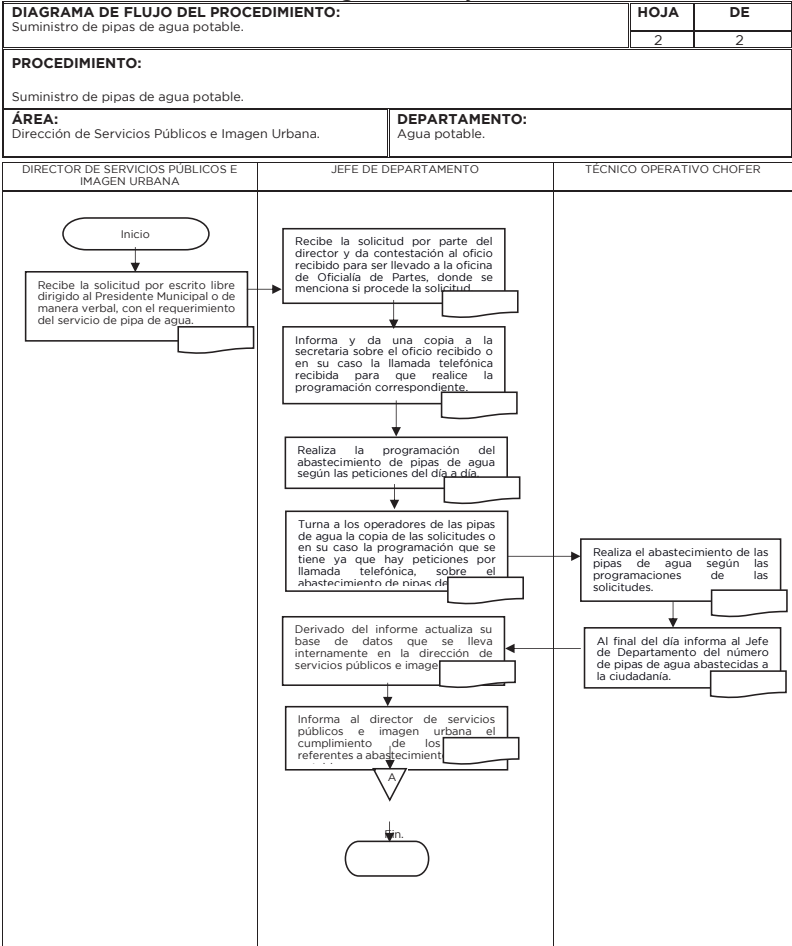 DIAGRAMA DE FLUJO DEL PROCEDIMIENTO:
Suministro de pipas de agua potable.
HOJA DE
2 2
PROCEDIMIENTO:
Suministro de pipas de agua potable.
ÁREA:
Dirección de Servicios Públicos e Imagen Urbana.
DEPARTAMENTO:
Agua potable.
DIRECTOR DE SERVICIOS PÚBLICOS E
IMAGEN URBANA
JEFE DE DEPARTAMENTO
TÉCNICO OPERATIVO CHOFER
Inicio
Recibe la solicitud por escrito libre
dirigido al Presidente Municipal o de
manera verbal, con el requerimiento
del servicio de pipa de agua.
Recibe la solicitud por parte del
director y da contestación al oficio
recibido para ser llevado a la oficina
de Oficialía de Partes, donde se
menciona si procede la solicitud
Informa y da una copia a la
secretaria sobre el oficio recibido o
en su caso la llamada telefónica
recibida para que realice la
programación correspondiente.
Realiza la programación del
abastecimiento de pipas de agua
según las peticiones del día a día.
Turna a los operadores de las pipas
de agua la copia de las solicitudes o
en su caso la programación que se
tiene ya que hay peticiones por
llamada telefónica, sobre el
abastecimiento de pipas de
Realiza el abastecimiento de las
pipas de agua según las
programaciones de las
solicitudes.
Al final del día informa al Jefe
de Departamento del número
de pipas de agua abastecidas a
la ciudadanía.
Derivado del informe actualiza su
base de datos que se lleva
internamente en la dirección de
servicios públicos e image
Informa al director de servicios
públicos e imagen urbana el
cumplimiento de los
referentes a abastecimient
A
Fin.